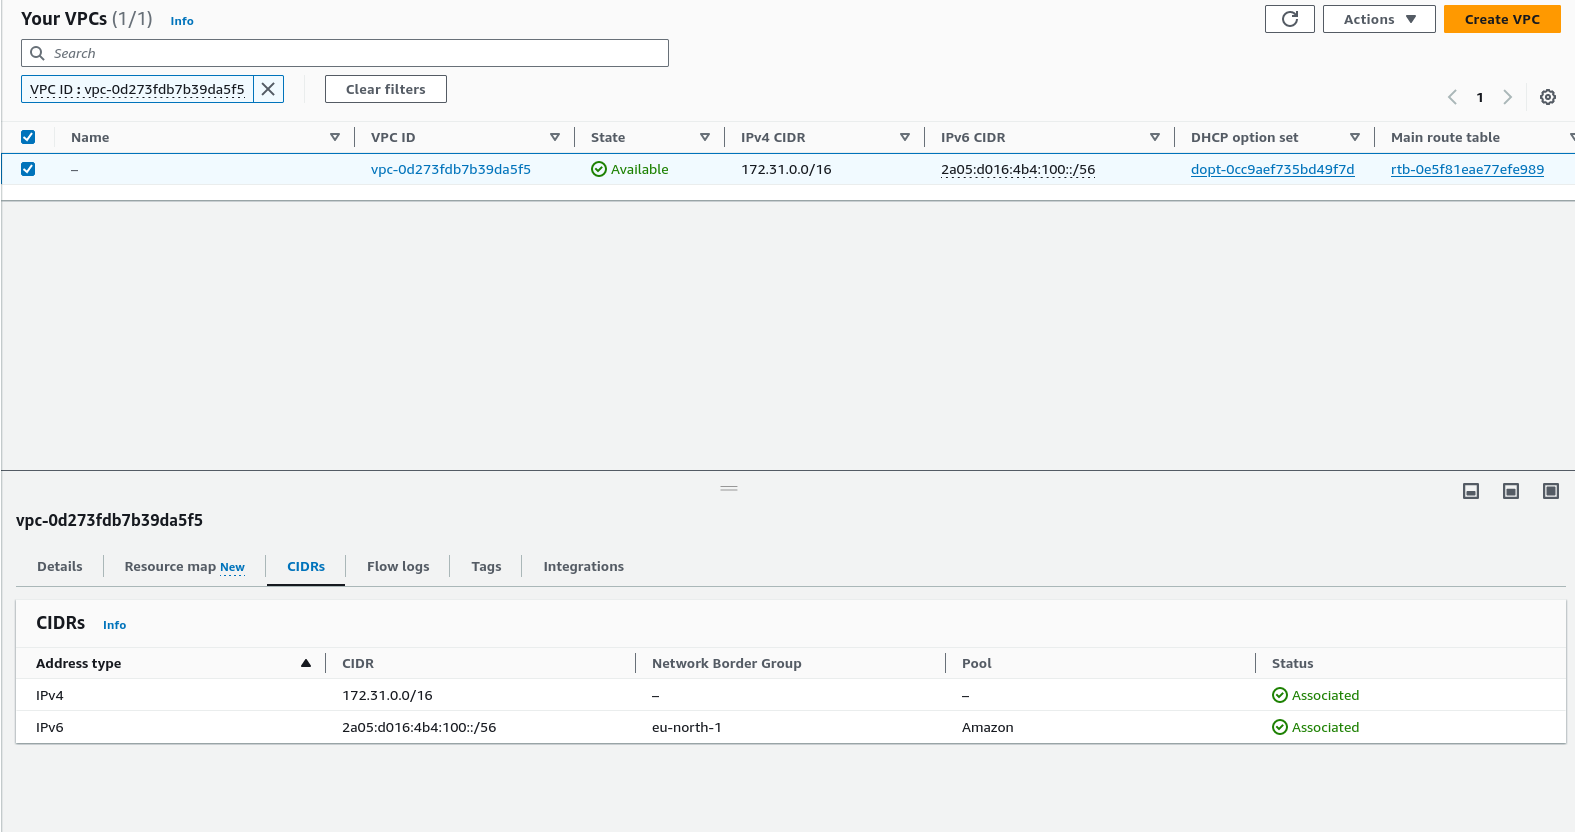 Your VPCs (1/1) Info
Actions ▼ Create VPC
Search
VPC ID : vpc-0d273fdb7b39da5f5
Clear filters
1
Name VPC ID State IPv4 CIDR IPv6 CIDR DHCP option set Main route table
– vpc-0d273fdb7b39da5f5 Available 172.31.0.0/16 2a05:d016:4b4:100::/56 dopt-0cc9aef735bd49f7d rtb-0e5f81eae77efe989
vpc-0d273fdb7b39da5f5
Details Resource map New CIDRs Flow logs Tags Integrations
CIDRs Info
Address type CIDR Network Border Group Pool Status
IPv4 172.31.0.0/16 – – Associated
IPv6 2a05:d016:4b4:100::/56 eu-north-1 Amazon Associated